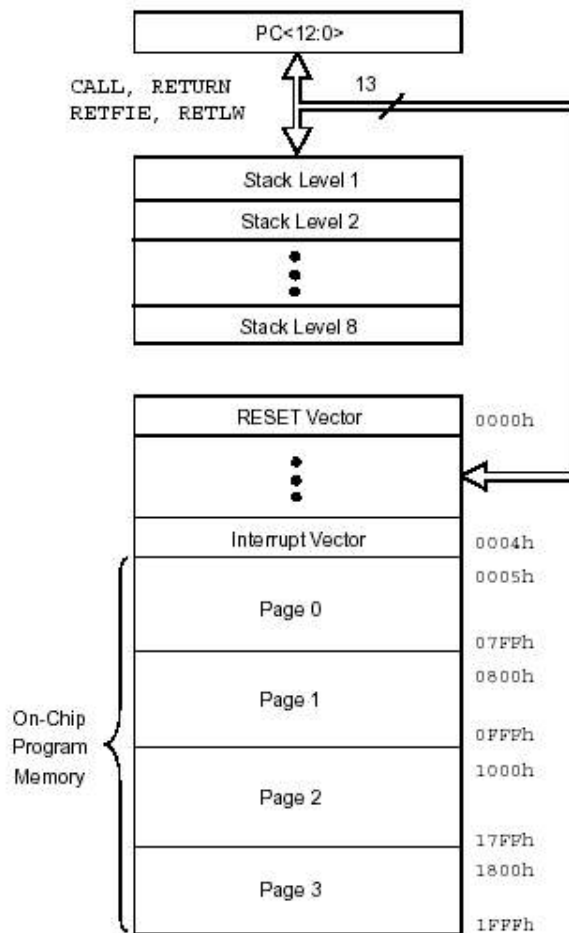 PC<12:0>
CALL, RETURN
RETFIE, RETLW
13
Stack Level 1
Stack Level 2
Stack Level 8
RESET Vector
0000h
Interrupt Vector
0004h
0005h
Page 0
07FFh
0800h
Page 1
0FFFh
On-Chip
Program
Memory
1000h
Page 2
17FFh
1800h
Page 3
1FFFh